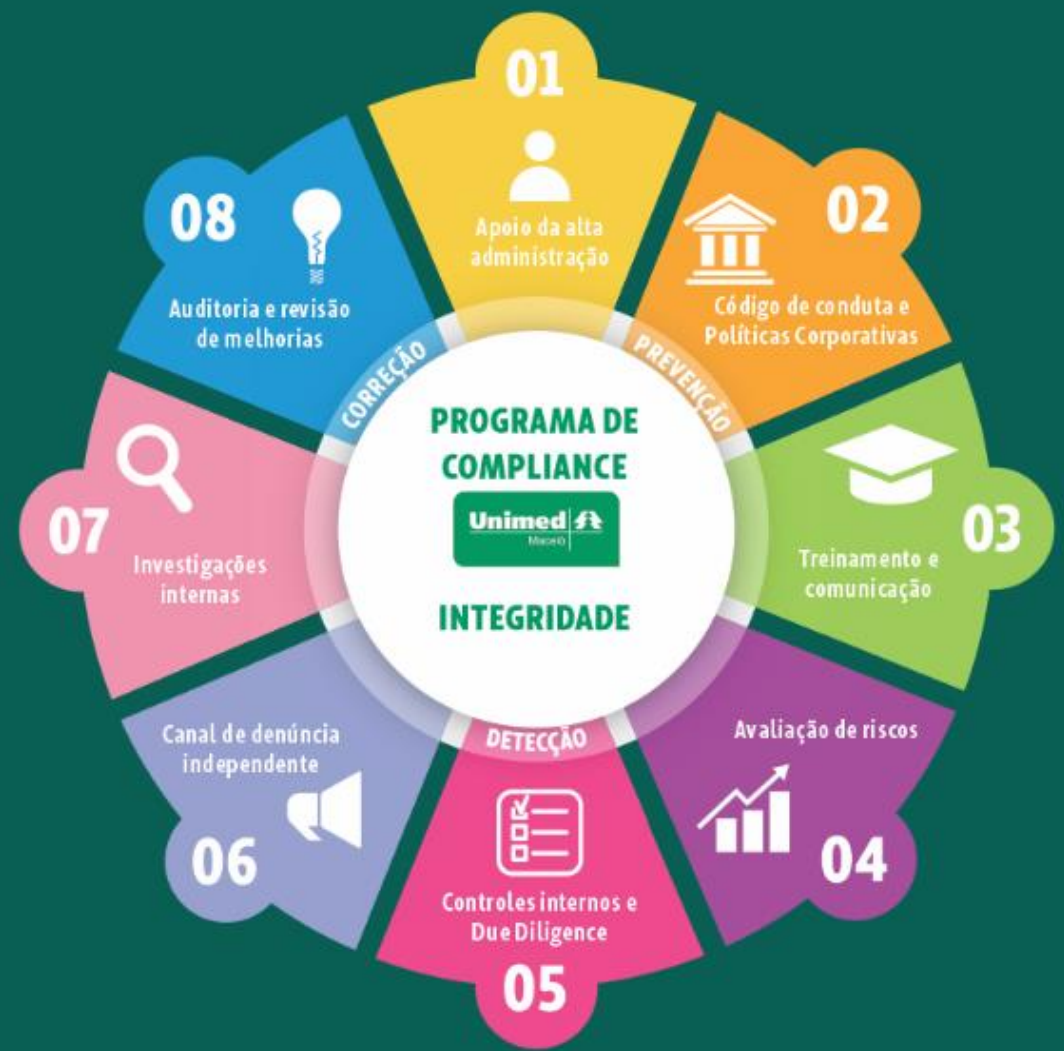 01
Apoio da alta
administração
02
Código de conduta e
Políticas Corporativas
03
Treinamento e
comunicação
Avaliação de riscos
04
Controles internos e
Due Diligence
05
Canal de denúncia
independente
06
07
Investigações
internas
08
Auditoria e revisão
de melhorias
PREVENÇÃO
DETECÇÃO
CORREÇÃO
PROGRAMA DE
COMPLIANCE
Unimed
Maceió
INTEGRIDADE